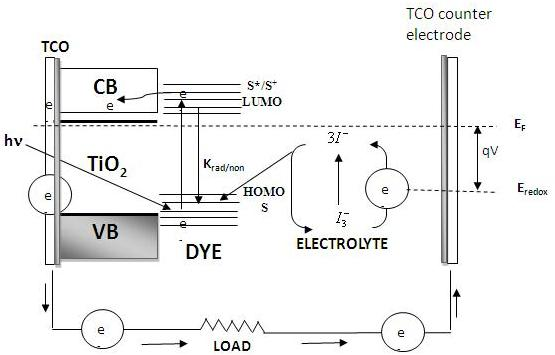 TCO counter
electrode
TCO
CB
e
e
e
S*/S⁺
LUMO
E_F
hν
3I⁻
qV
TiO₂
K_rad/non
HOMO
S
e
e
E_redox
I₃⁻
VB
e
DYE
ELECTROLYTE
e
e
LOAD